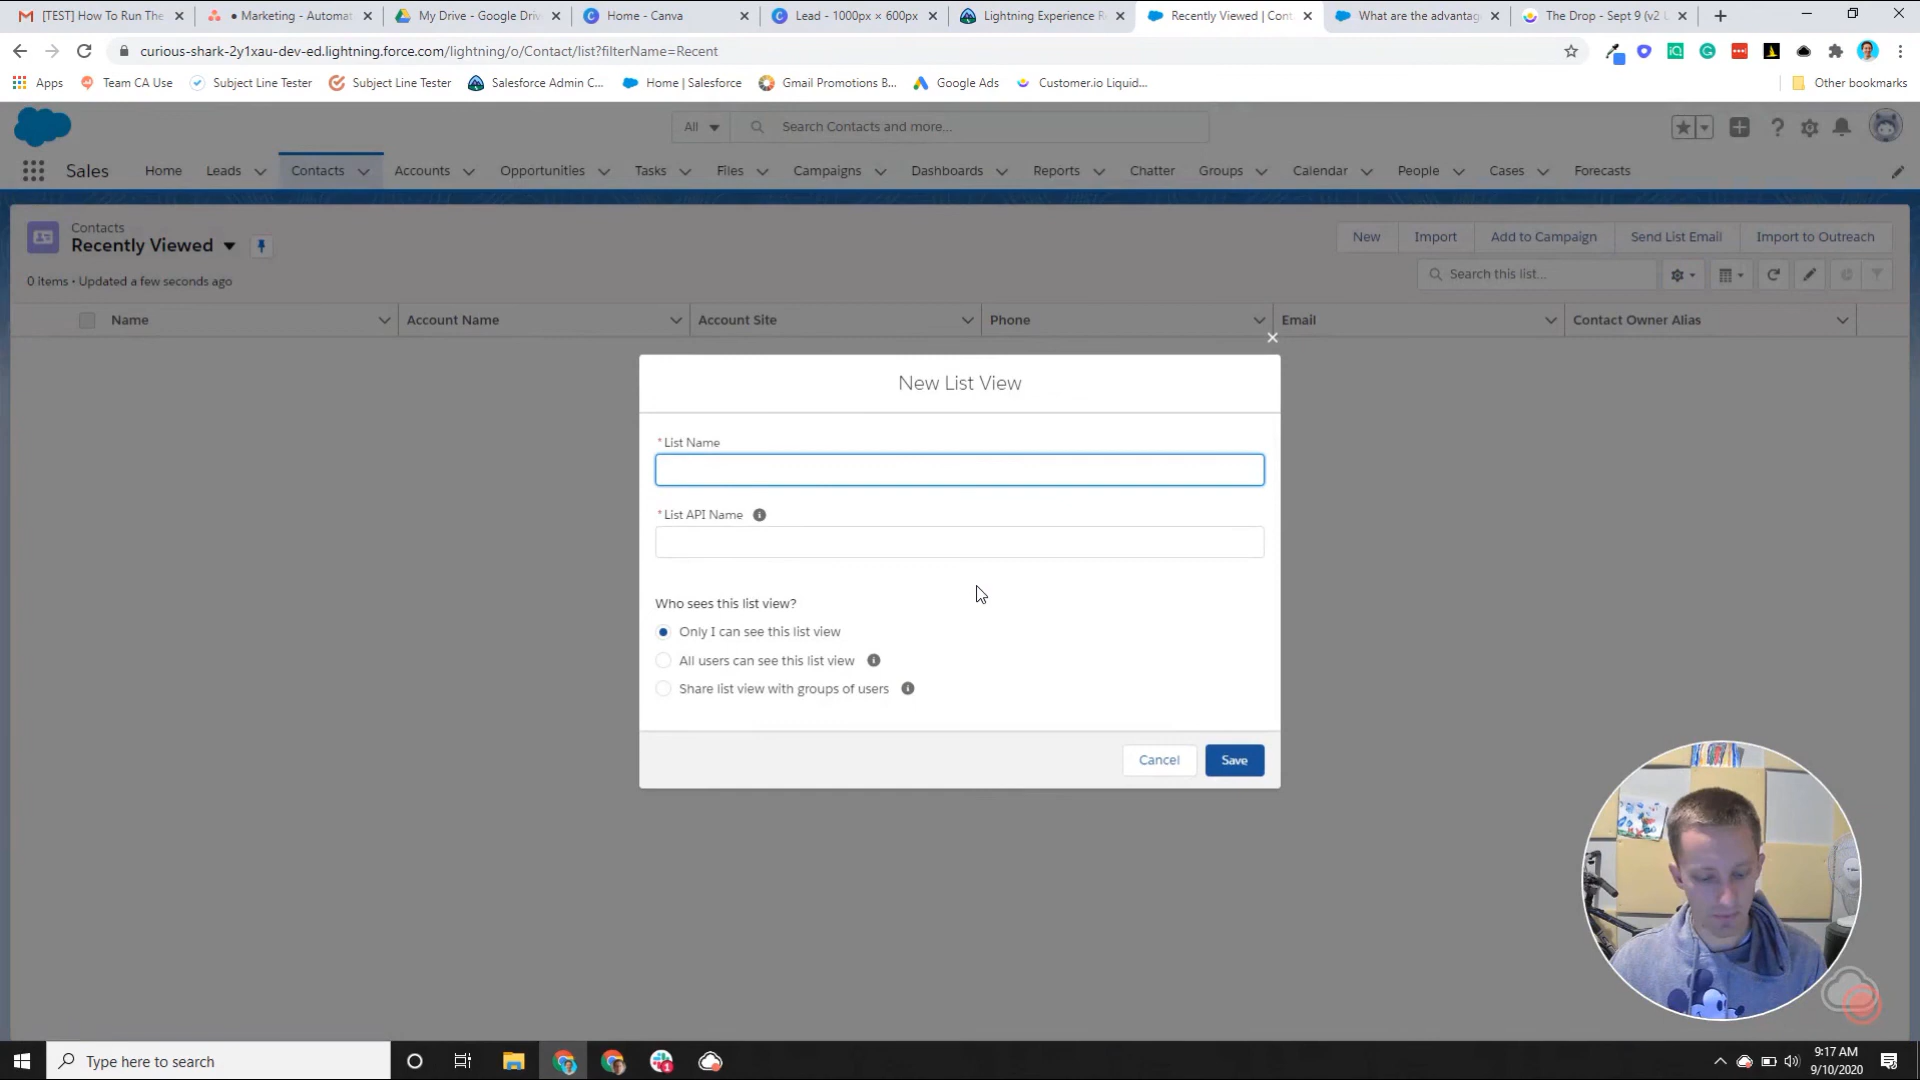 [TEST] How To Run The
• Marketing - Automat
My Drive - Google Drive
Home - Canva
Lead - 1000px × 600px
Lightning Experience R
Recently Viewed | Cont
What are the advantag
The Drop - Sept 9 (v2
curious-shark-2y1xau-dev-ed.lightning.force.com/lightning/o/Contact/list?filterName=Recent
Apps
Team CA Use
Subject Line Tester
Subject Line Tester
Salesforce Admin C...
Home | Salesforce
Gmail Promotions B...
Google Ads
Customer.io Liquid...
Other bookmarks
All
Search Contacts and more...
Sales
Home
Leads
Contacts
Accounts
Opportunities
Tasks
Files
Campaigns
Dashboards
Reports
Chatter
Groups
Calendar
People
Cases
Forecasts
Contacts
Recently Viewed
New
Import
Add to Campaign
Send List Email
Import to Outreach
0 items • Updated a few seconds ago
Search this list...
Name
Account Name
Account Site
Phone
Email
Contact Owner Alias
New List View
*List Name
*List API Name
Who sees this list view?
Only I can see this list view
All users can see this list view
Share list view with groups of users
Cancel
Save
Type here to search
9:17 AM
9/10/2020